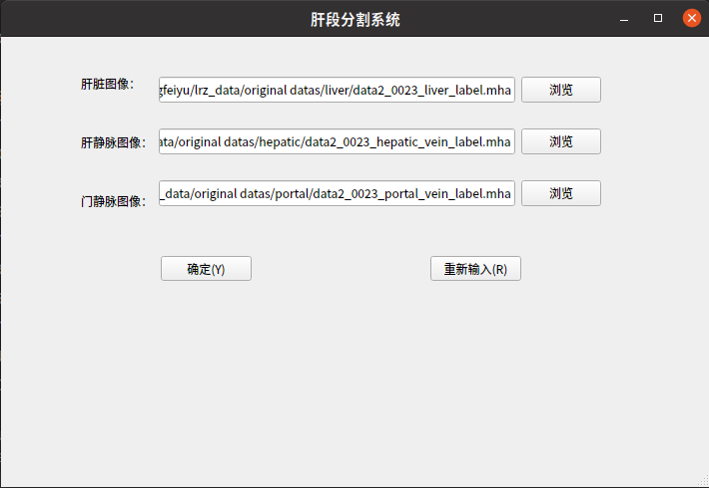 肝段分割系统
肝脏图像： gfeiyu/lrz_data/original datas/liver/data2_0023_liver_label.mha 浏览
肝静脉图像： ata/original datas/hepatic/data2_0023_hepatic_vein_label.mha 浏览
门静脉图像： _data/original datas/portal/data2_0023_portal_vein_label.mha 浏览
确定(Y) 重新输入(R)